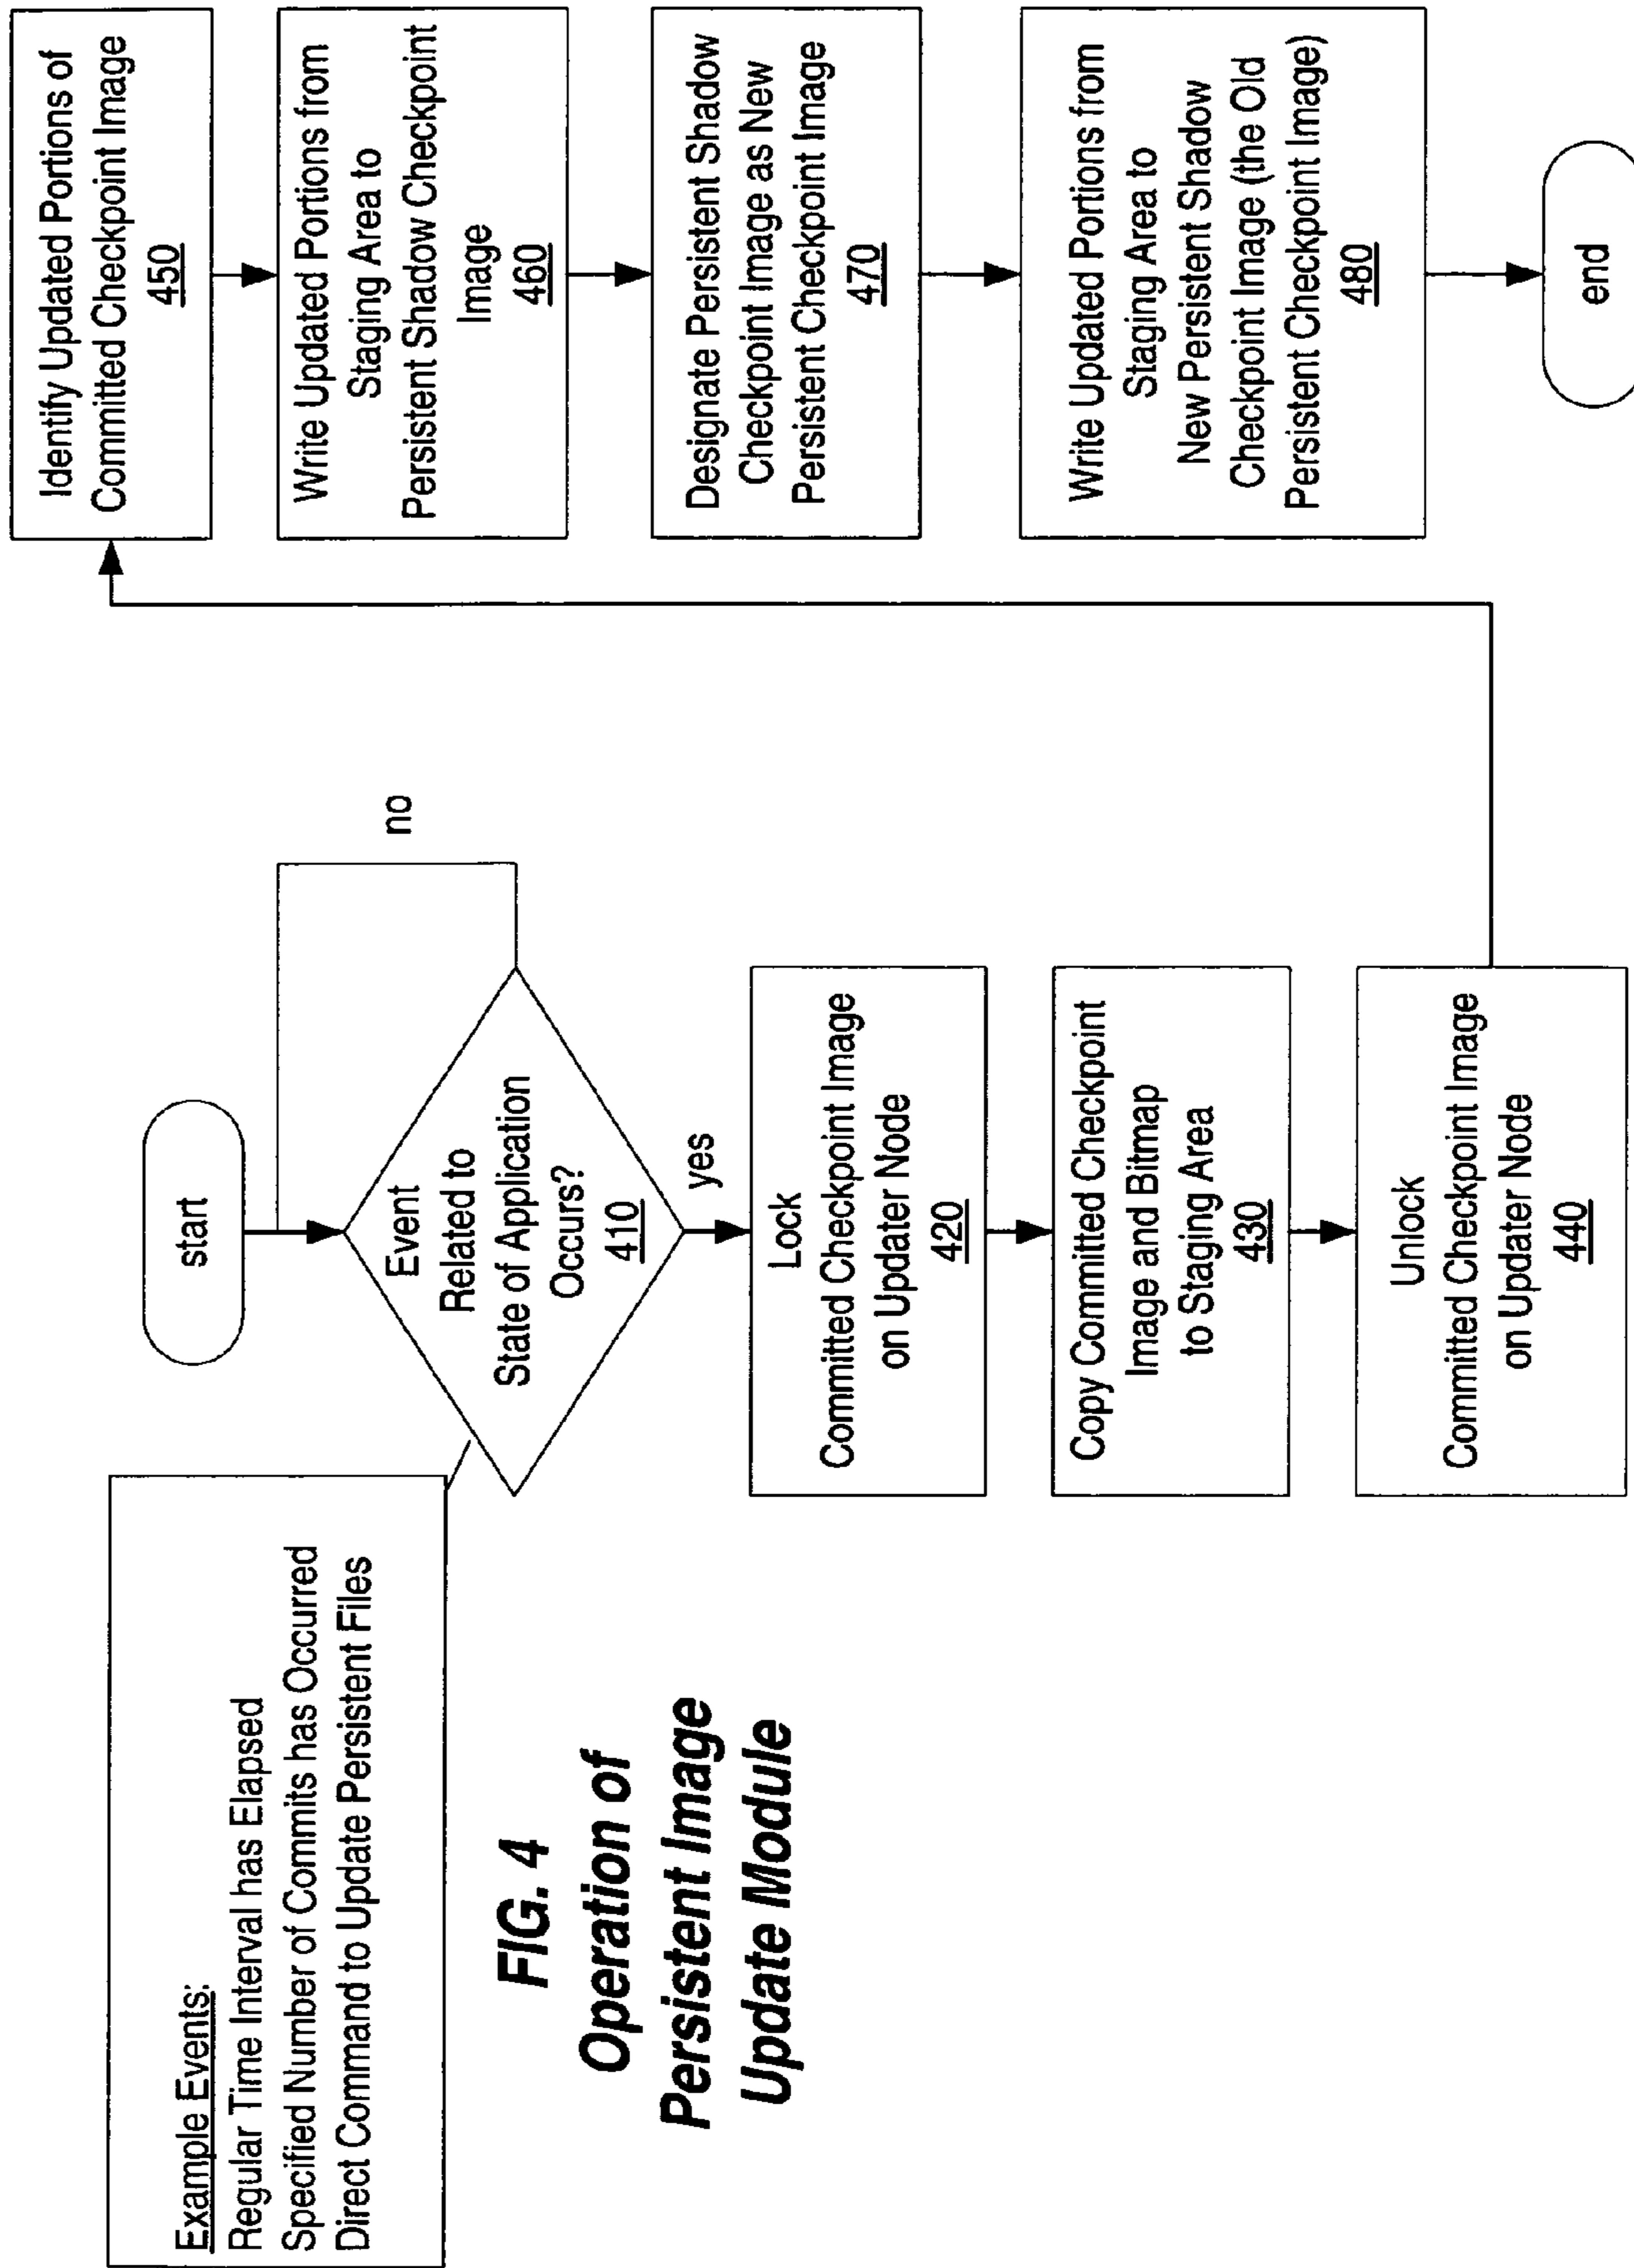 Example Events:
Regular Time Interval has Elapsed
Specified Number of Commits has Occurred
Direct Command to Update Persistent Files
FIG. 4
Operation of
Persistent Image
Update Module
start
Event
Related to
State of Application
Occurs?
410
no
yes
Lock
Committed Checkpoint Image
on Updater Node
420
Copy Committed Checkpoint
Image and Bitmap
to Staging Area
430
Unlock
Committed Checkpoint Image
on Updater Node
440
Identify Updated Portions of
Committed Checkpoint Image
450
Write Updated Portions from
Staging Area to
Persistent Shadow Checkpoint
Image
460
Designate Persistent Shadow
Checkpoint Image as New
Persistent Checkpoint Image
470
Write Updated Portions from
Staging Area to
New Persistent Shadow
Checkpoint Image (the Old
Persistent Checkpoint Image)
480
end